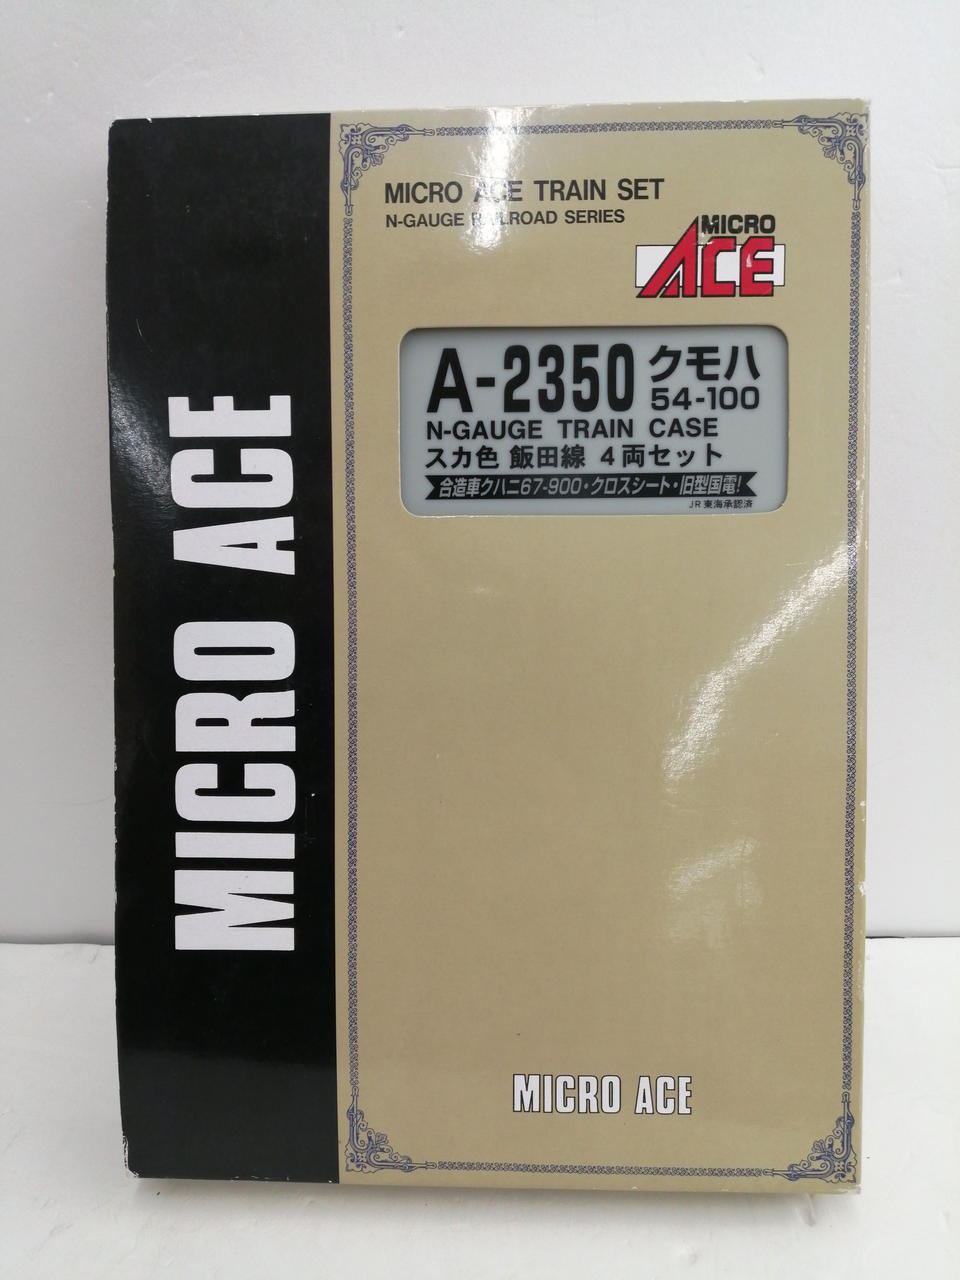 MICRO ACE
MICRO ACE TRAIN SET
N-GAUGE RAILROAD SERIES
MICRO
ACE
A-2350 クモハ
54-100
N-GAUGE TRAIN CASE
スカ色 飯田線 4両セット
合造車クハニ67-900・クロスシート・旧型国電!
JR東海承認済
MICRO ACE